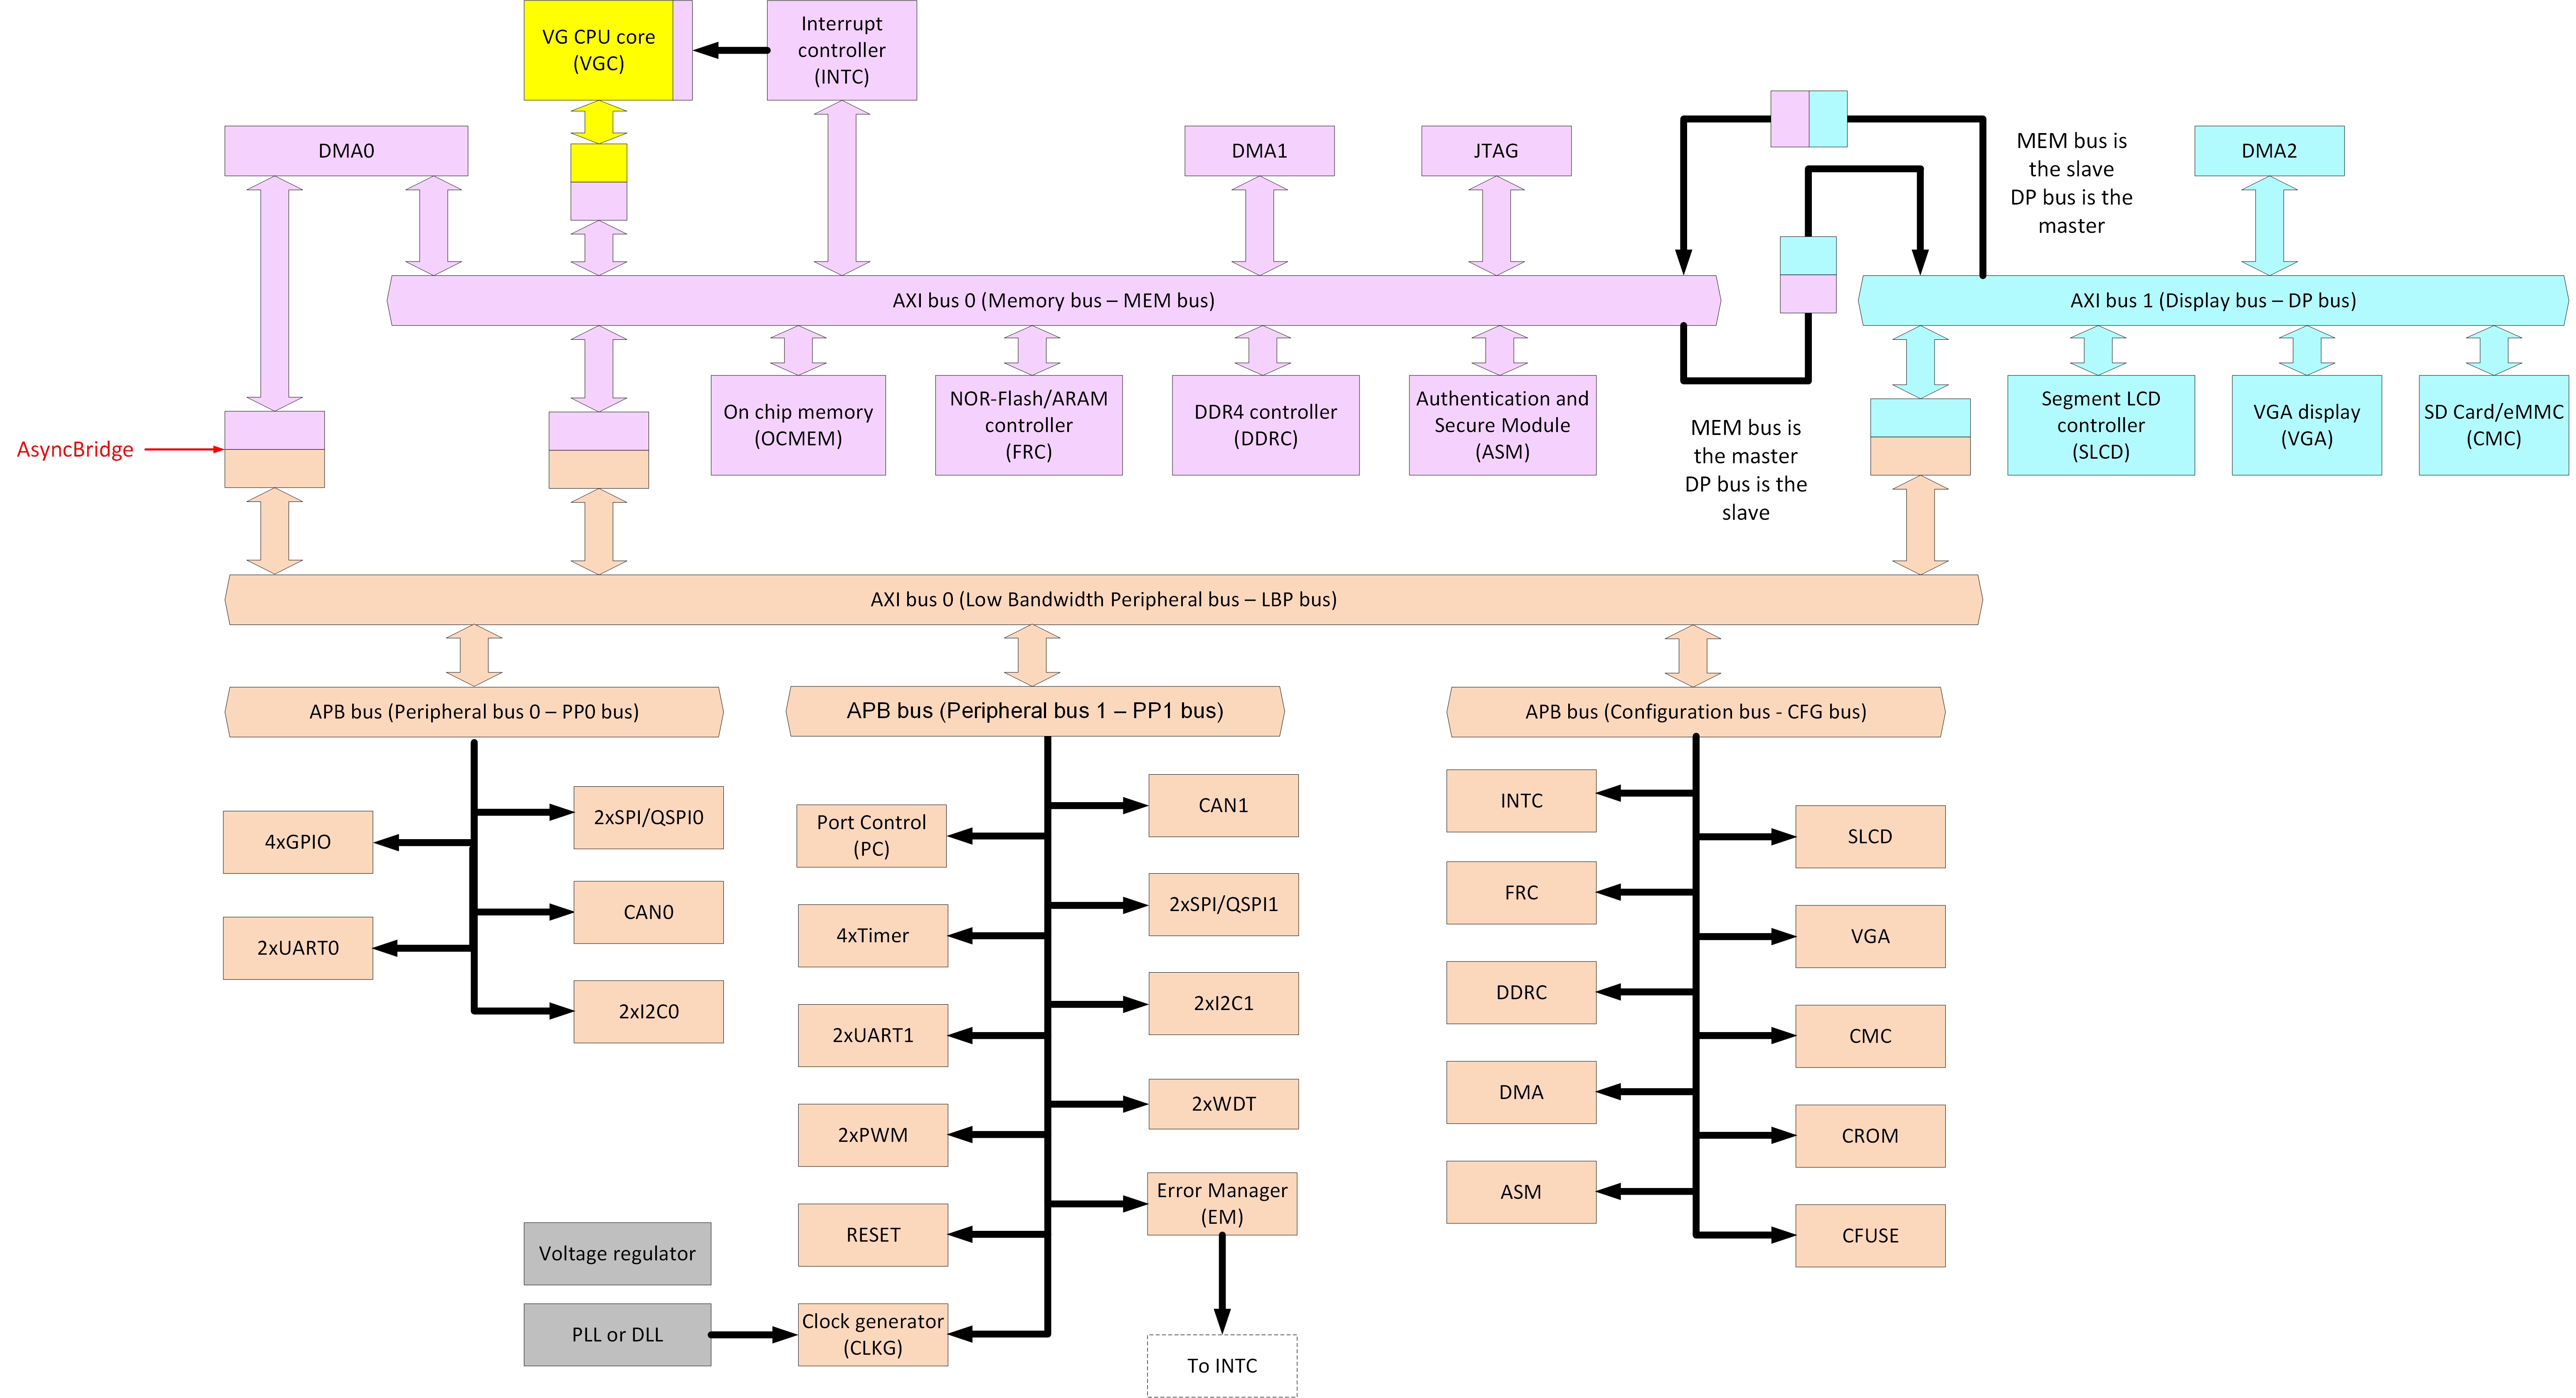 VG CPU core
(VGC)
Interrupt
controller
(INTC)
DMA0
DMA1
JTAG
MEM bus is
the slave
DP bus is the
master
DMA2
AXI bus 0 (Memory bus – MEM bus)
AXI bus 1 (Display bus – DP bus)
On chip memory
(OCMEM)
NOR-Flash/ARAM
controller
(FRC)
DDR4 controller
(DDRC)
Authentication and
Secure Module
(ASM)
MEM bus is
the master
DP bus is the
slave
Segment LCD
controller
(SLCD)
VGA display
(VGA)
SD Card/eMMC
(CMC)
AsyncBridge
AXI bus 0 (Low Bandwidth Peripheral bus – LBP bus)
APB bus (Peripheral bus 0 – PP0 bus)
APB bus (Peripheral bus 1 – PP1 bus)
APB bus (Configuration bus - CFG bus)
4xGPIO
2xUART0
2xSPI/QSPI0
CAN0
2xI2C0
Port Control
(PC)
4xTimer
2xUART1
2xPWM
RESET
Clock generator
(CLKG)
CAN1
2xSPI/QSPI1
2xI2C1
2xWDT
Error Manager
(EM)
To INTC
INTC
FRC
DDRC
DMA
ASM
SLCD
VGA
CMC
CROM
CFUSE
Voltage regulator
PLL or DLL